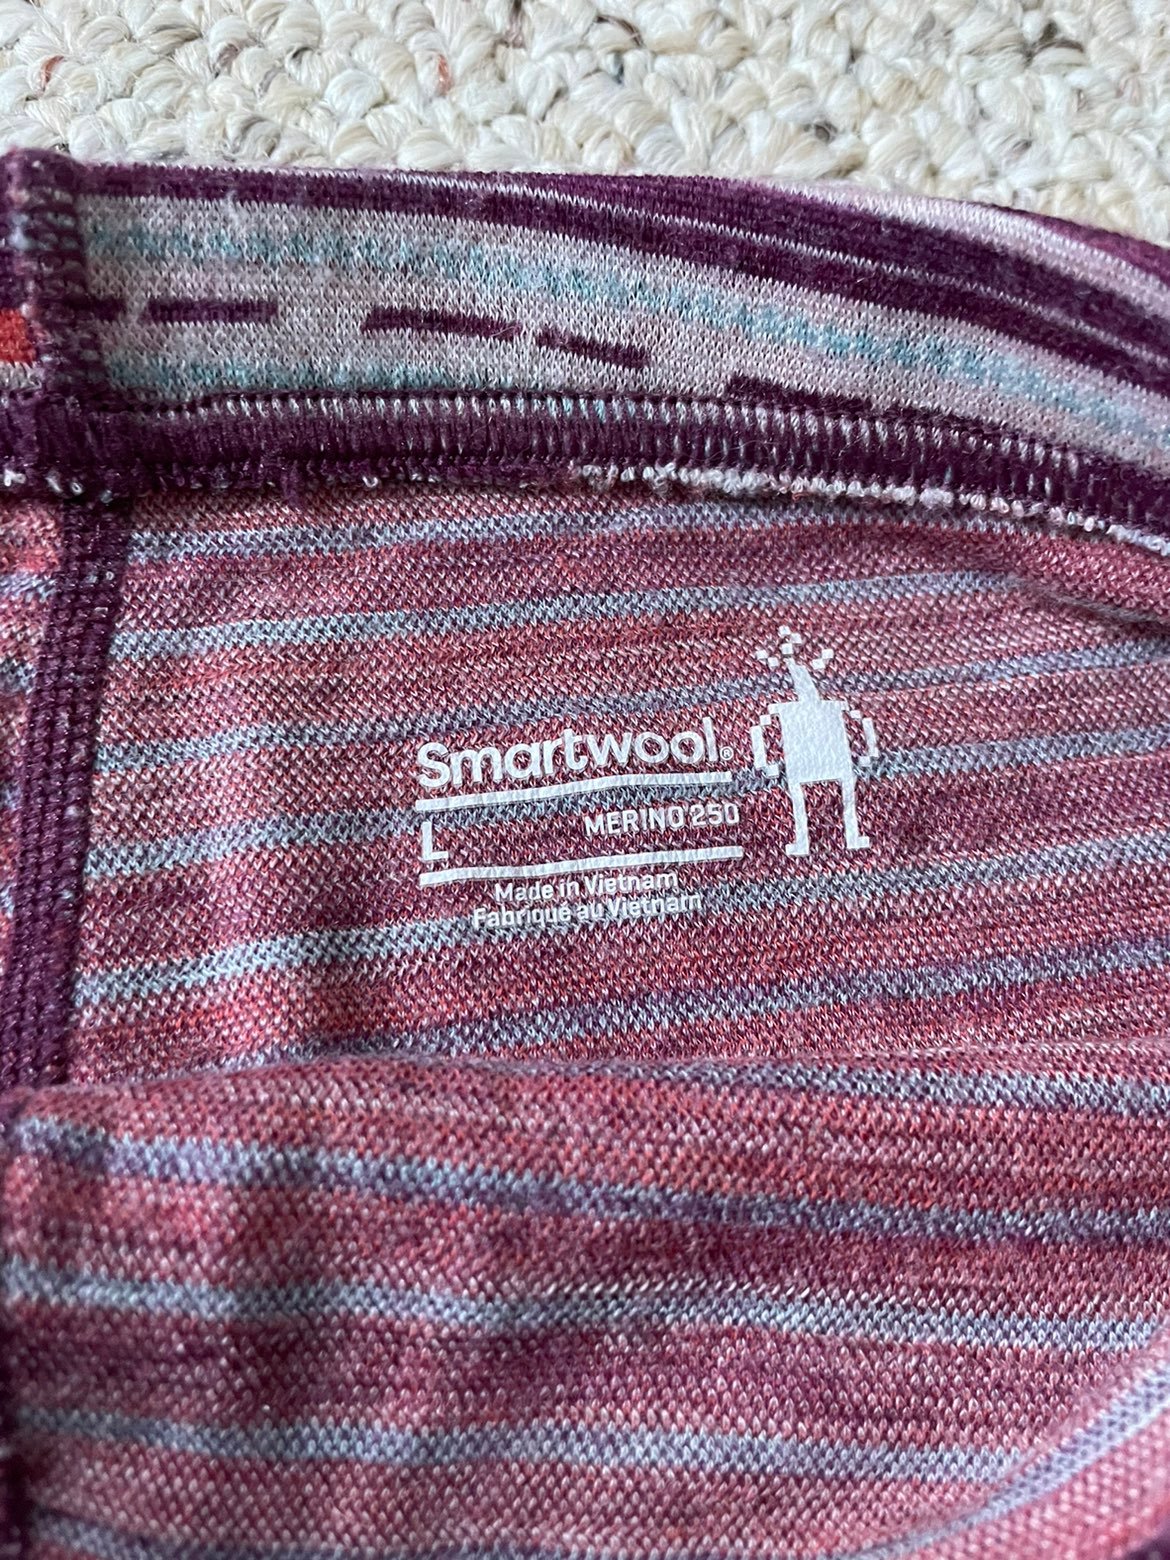 Smartwool®
L MERINO 250
Made in Vietnam
Fabriqué au Vietnam